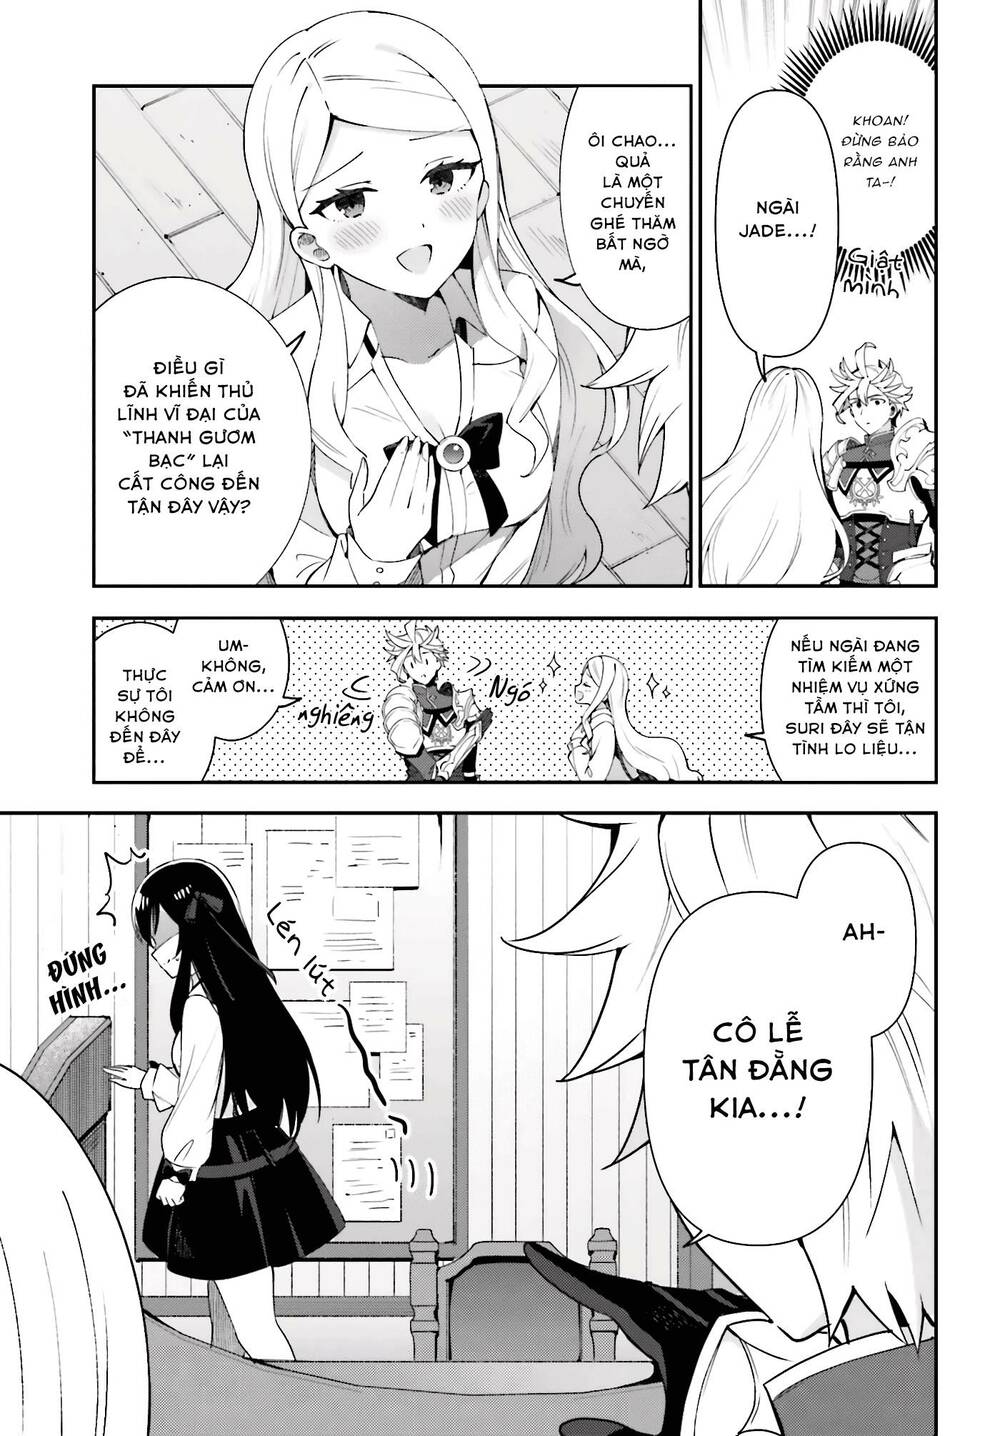 KHOAN!
ĐỪNG BẢO
RẰNG ANH
TA-!
NGÀI
JADE...!
Giật
mình
ÔI CHAO...
QUẢ
LÀ MỘT
CHUYẾN
GHÉ THĂM
BẤT NGỜ
MÀ,
ĐIỀU GÌ
ĐÃ KHIẾN THỦ
LĨNH VĨ ĐẠI CỦA
"THANH GƯƠM
BẠC" LẠI
CẤT CÔNG ĐẾN
TẬN ĐÂY VẬY?
NẾU NGÀI ĐANG
TÌM KIẾM MỘT
NHIỆM VỤ XỨNG
TẦM THÌ TÔI,
SURI ĐÂY SẼ TẬN
TÌNH LO LIỆU...
Ngó
nghiêng
UM-
KHÔNG,
CẢM ƠN...
THỰC
SỰ TÔI
KHÔNG
ĐẾN ĐÂY
ĐỂ...
AH-
CÔ LỄ
TÂN ĐẰNG
KIA...!
Lén lút
ĐỨNG
HÌNH...